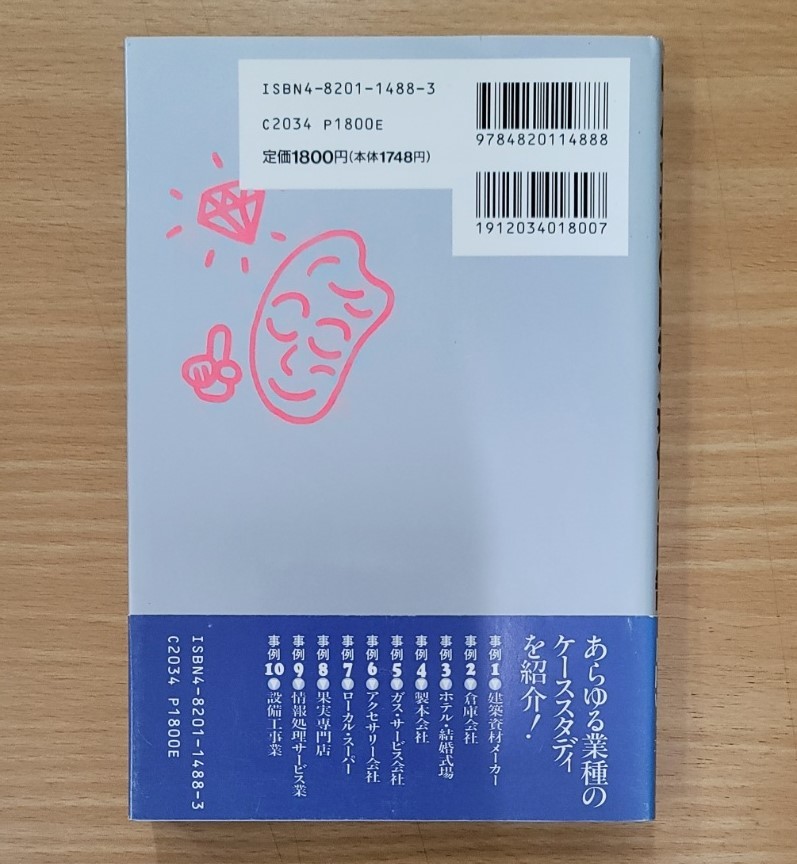 ISBN4-8201-1488-3
C2034 P1800E
定価1800円(本体1748円)
9784820114888
1912034018007
あらゆる業種の
ケーススタディ
を紹介!
事例1●建築資材メーカー
事例2●倉庫会社
事例3●ホテル・結婚式場
事例4●製本会社
事例5●ガス・サービス会社
事例6●アクセサリー会社
事例7●ローカル・スーパー
事例8●果実専門店
事例9●情報処理サービス業
事例10●設備工事業
ISBN4-8201-1488-3
C2034 P1800E